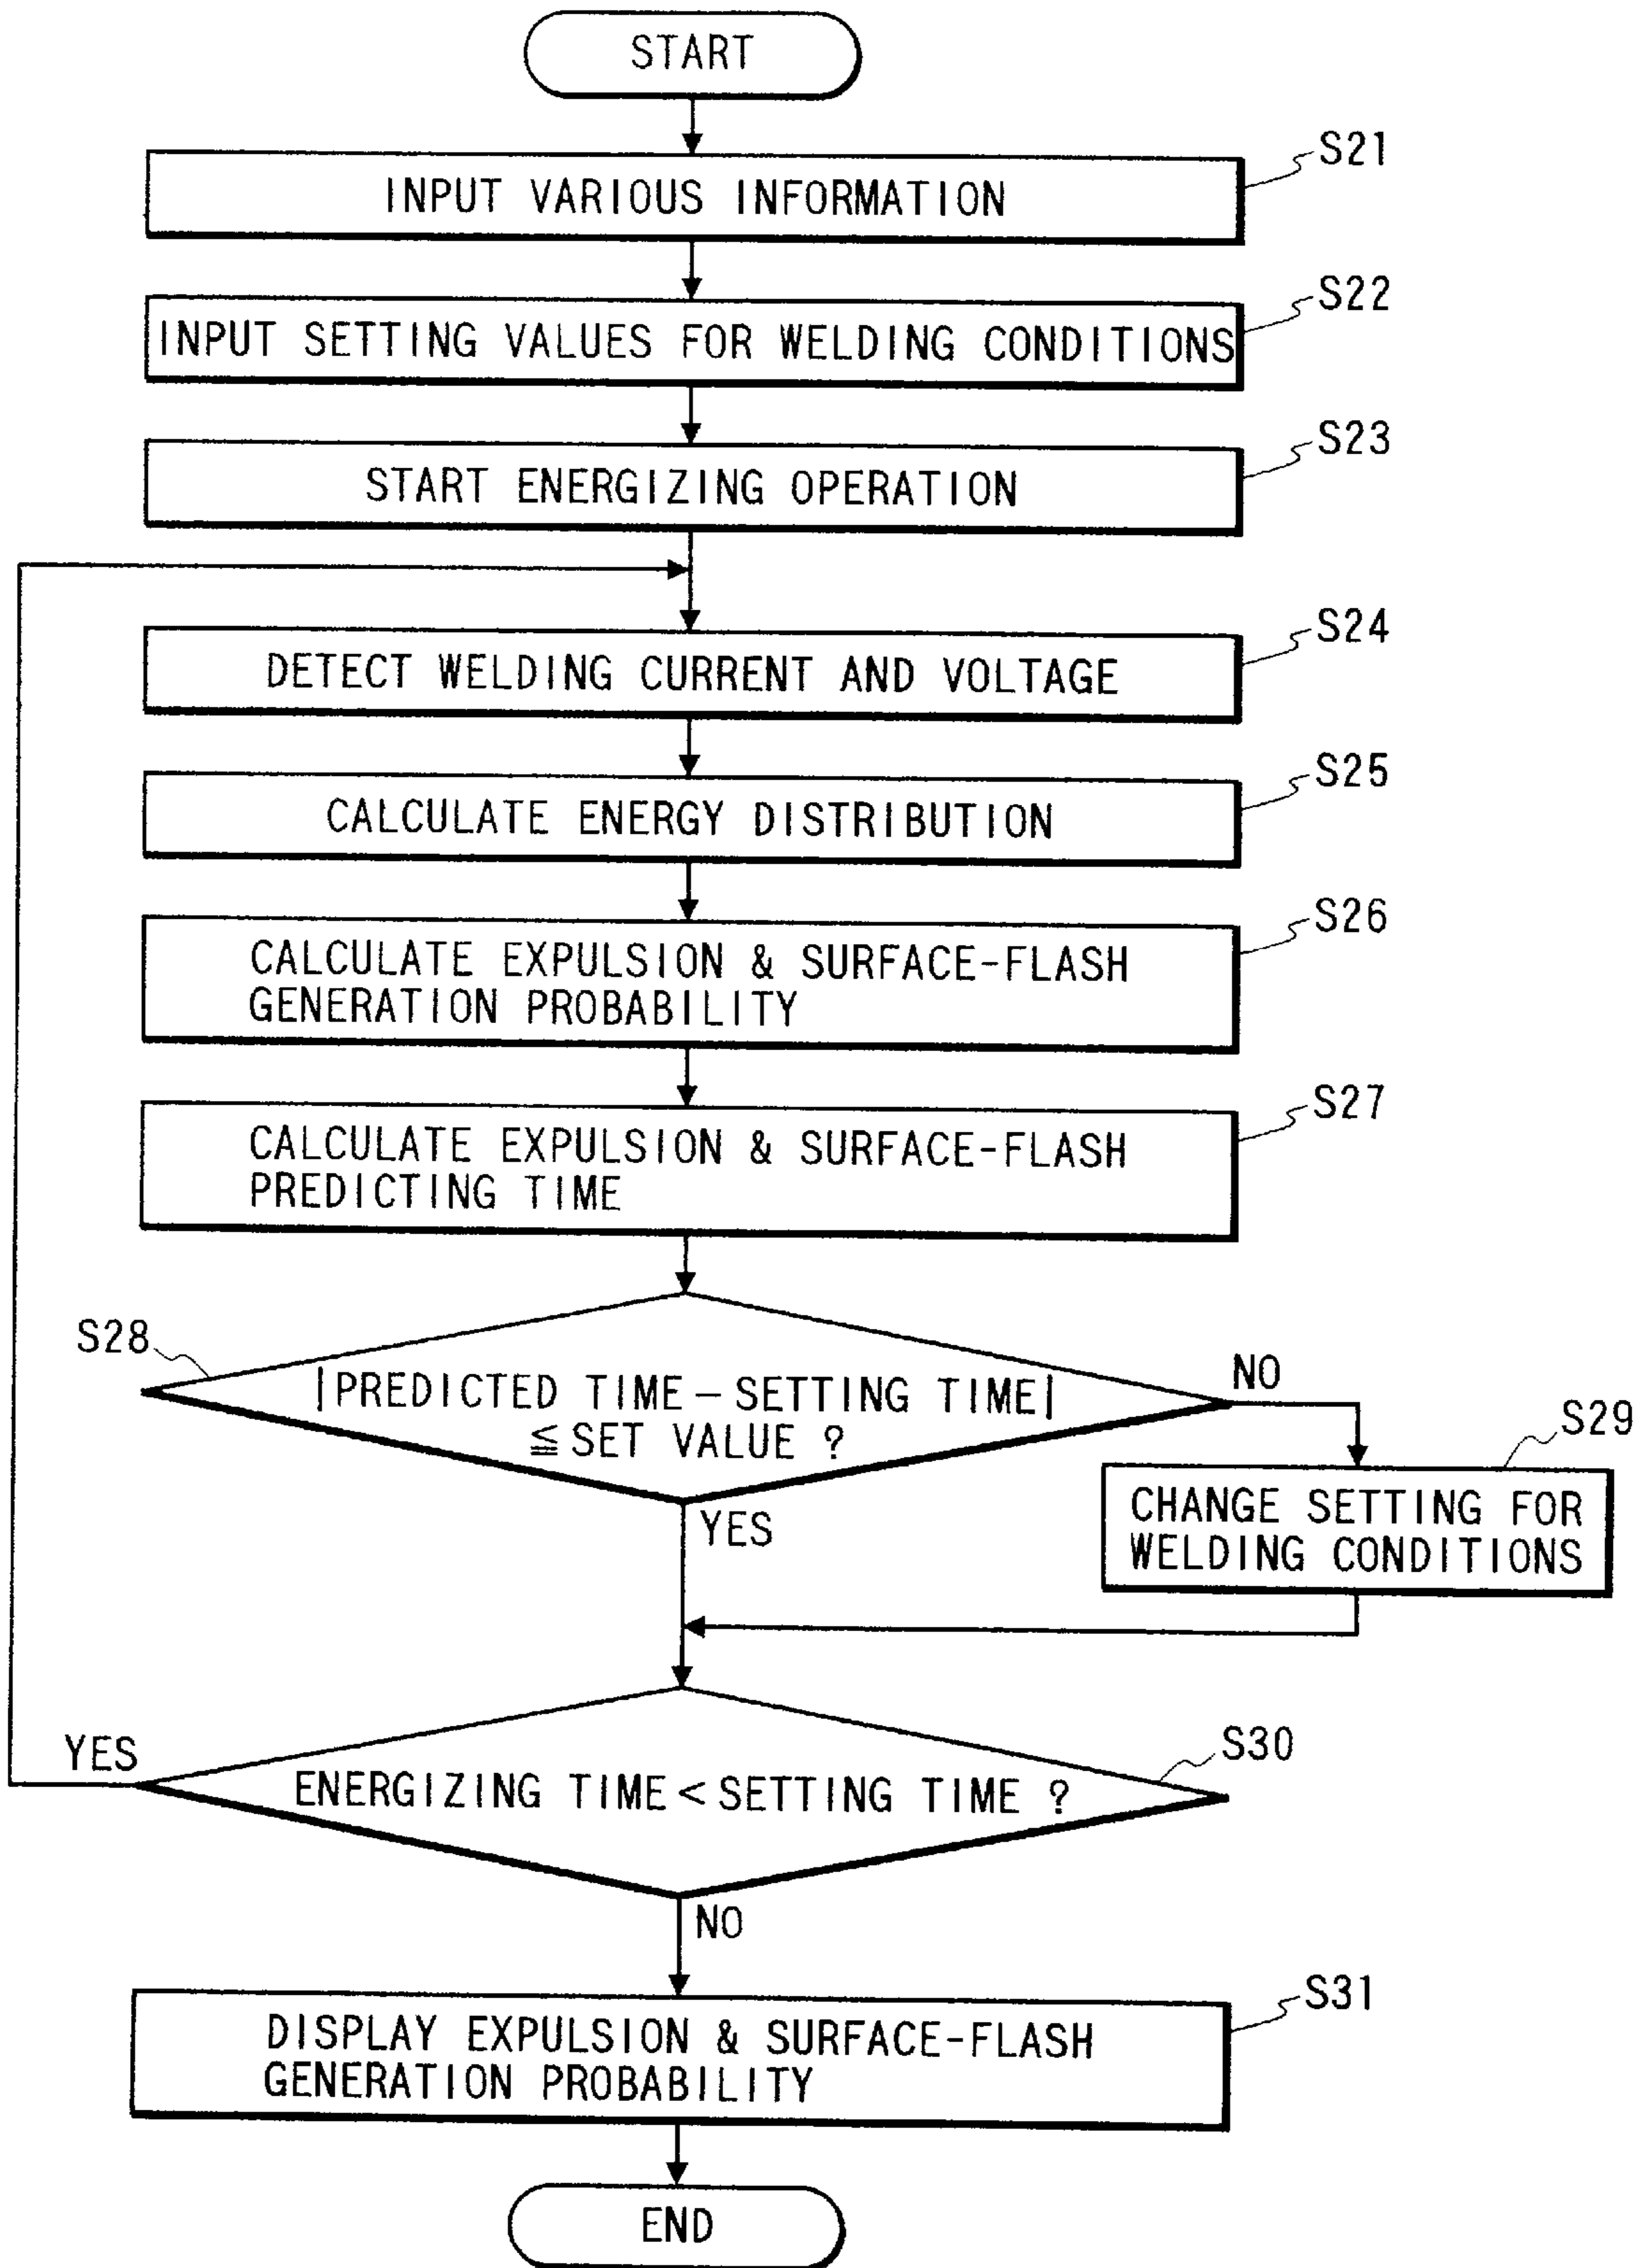 START
INPUT VARIOUS INFORMATION
S21
INPUT SETTING VALUES FOR WELDING CONDITIONS
S22
START ENERGIZING OPERATION
S23
DETECT WELDING CURRENT AND VOLTAGE
S24
CALCULATE ENERGY DISTRIBUTION
S25
CALCULATE EXPULSION & SURFACE-FLASH
GENERATION PROBABILITY
S26
CALCULATE EXPULSION & SURFACE-FLASH
PREDICTING TIME
S27
S28
|PREDICTED TIME – SETTING TIME|
≦ SET VALUE ?
NO
YES
S29
CHANGE SETTING FOR
WELDING CONDITIONS
YES
ENERGIZING TIME < SETTING TIME ?
S30
NO
DISPLAY EXPULSION & SURFACE-FLASH
GENERATION PROBABILITY
S31
END